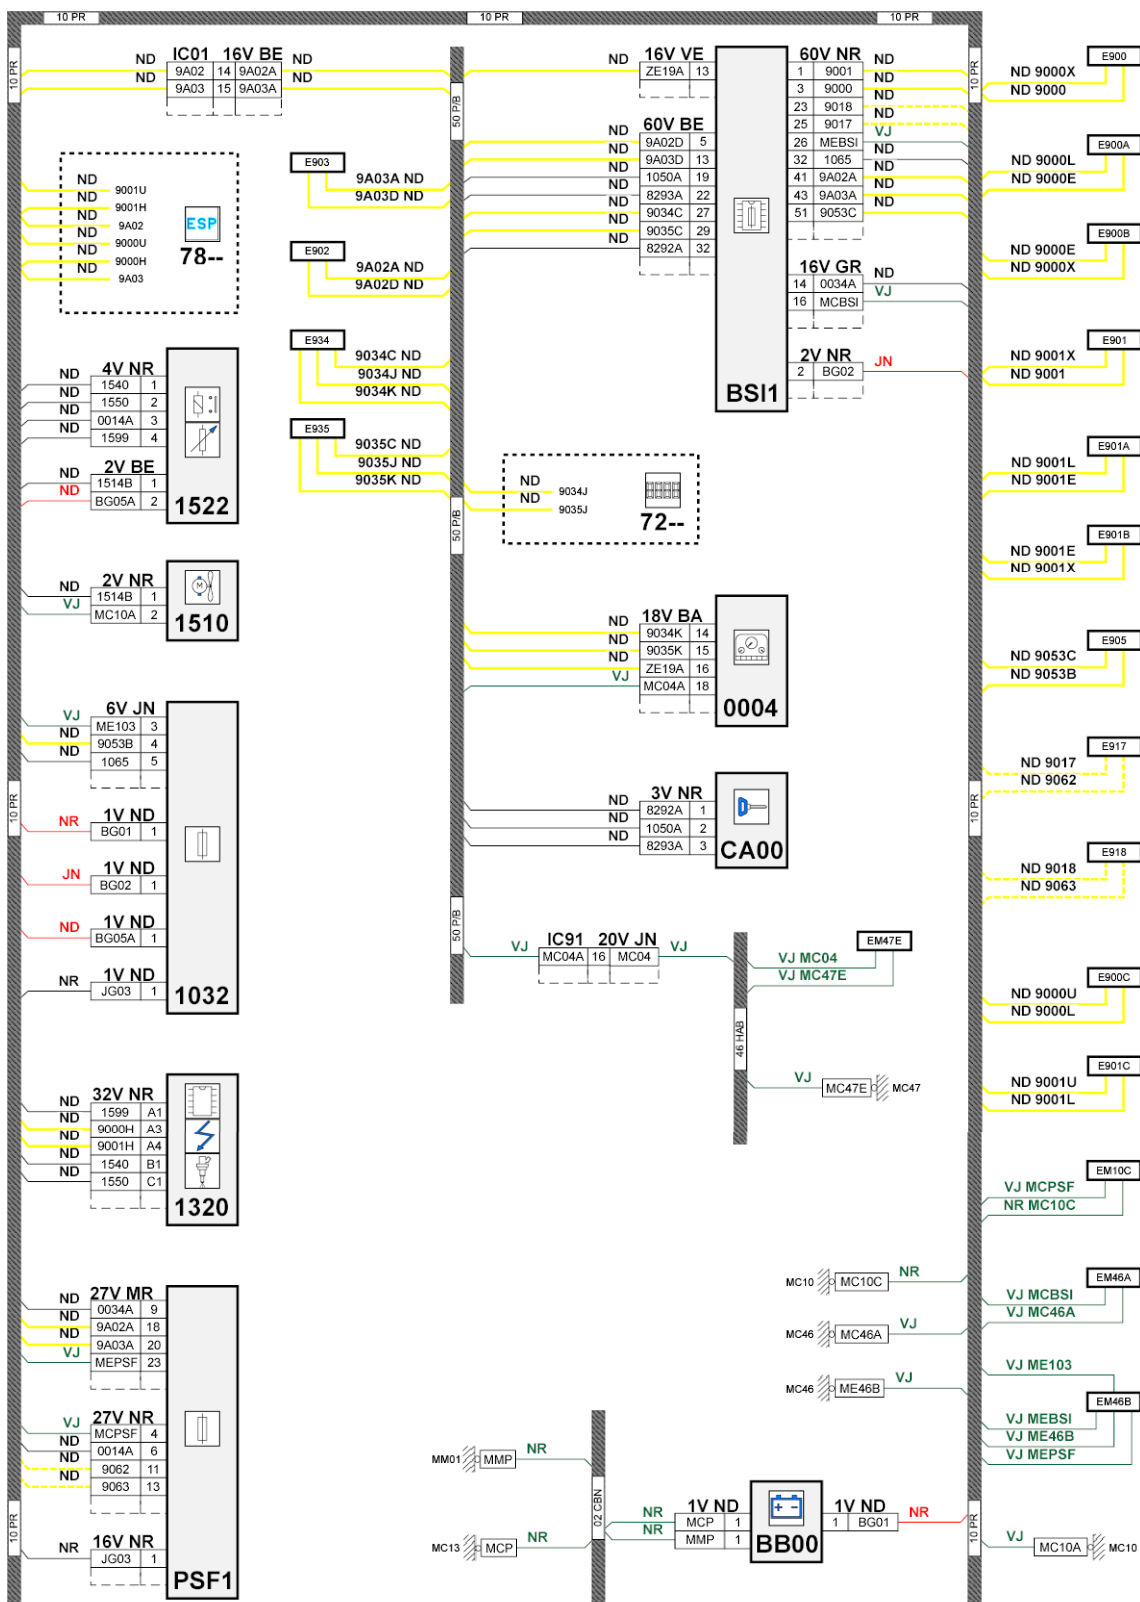 10 PR
10 PR
10 PR
10 PR
IC01 16V BE
ND 9A02 14 9A02A ND
ND 9A03 15 9A03A ND
50 P/B
16V VE
ND ZE19A 13
60V BE
ND 9A02D 5
ND 9A03D 13
ND 1050A 19
ND 8293A 22
ND 9034C 27
ND 9035C 29
ND 8292A 32
BSI1
60V NR
1 9001 ND
3 9000 ND
23 9018 ND
25 9017 ND
26 MEBSI VJ
32 1065 ND
41 9A02A ND
43 9A03A ND
51 9053C ND
16V GR
14 0034A ND
16 MCBSI VJ
2V NR
2 BG02 JN
10 PR
E900
ND 9000X
ND 9000
E900A
ND 9000L
ND 9000E
E900B
ND 9000E
ND 9000X
E901
ND 9001X
ND 9001
E901A
ND 9001L
ND 9001E
E901B
ND 9001E
ND 9001X
E905
ND 9053C
ND 9053B
E917
ND 9017
ND 9062
E918
ND 9018
ND 9063
E900C
ND 9000U
ND 9000L
E901C
ND 9001U
ND 9001L
EM10C
VJ MCPSF
NR MC10C
EM46A
VJ MCBSI
VJ MC46A
VJ ME103
EM46B
VJ MEBSI
VJ ME46B
VJ MEPSF
VJ MC10A MC10
ND 9001U
ND 9001H
ND 9A02
ND 9000U
ND 9000H
ND 9A03
ESP
78--
E903
9A03A ND
9A03D ND
E902
9A02A ND
9A02D ND
E934
9034C ND
9034J ND
9034K ND
E935
9035C ND
9035J ND
9035K ND
50 P/B
ND 9034J
ND 9035J
72--
4V NR
ND 1540 1
ND 1550 2
ND 0014A 3
ND 1599 4
2V BE
ND 1514B 1
ND BG05A 2
1522
2V NR
ND 1514B 1
VJ MC10A 2
M
1510
18V BA
ND 9034K 14
ND 9035K 15
ND ZE19A 16
VJ MC04A 18
0004
6V JN
VJ ME103 3
ND 9053B 4
ND 1065 5
10 PR
1V ND
NR BG01 1
1V ND
JN BG02 1
1V ND
ND BG05A 1
1V ND
NR JG03 1
1032
3V NR
ND 8292A 1
ND 1050A 2
ND 8293A 3
CA00
10 PR
50 P/B
IC91 20V JN
VJ MC04A 16 MC04 VJ
EM47E
VJ MC04
VJ MC47E
46 HAB
VJ MC47E MC47
32V NR
ND 1599 A1
ND 9000H A3
ND 9001H A4
ND 1540 B1
ND 1550 C1
1320
MC10 MC10C NR
MC46 MC46A VJ
MC46 ME46B VJ
27V MR
ND 0034A 9
ND 9A02A 18
ND 9A03A 20
VJ MEPSF 23
27V NR
VJ MCPSF 4
ND 0014A 6
ND 9062 11
ND 9063 13
16V NR
NR JG03 1
PSF1
10 PR
MM01 MMP NR
MC13 MCP NR
02 CBN
1V ND
NR MCP 1
NR MMP 1
BB00
1V ND
1 BG01 NR
10 PR